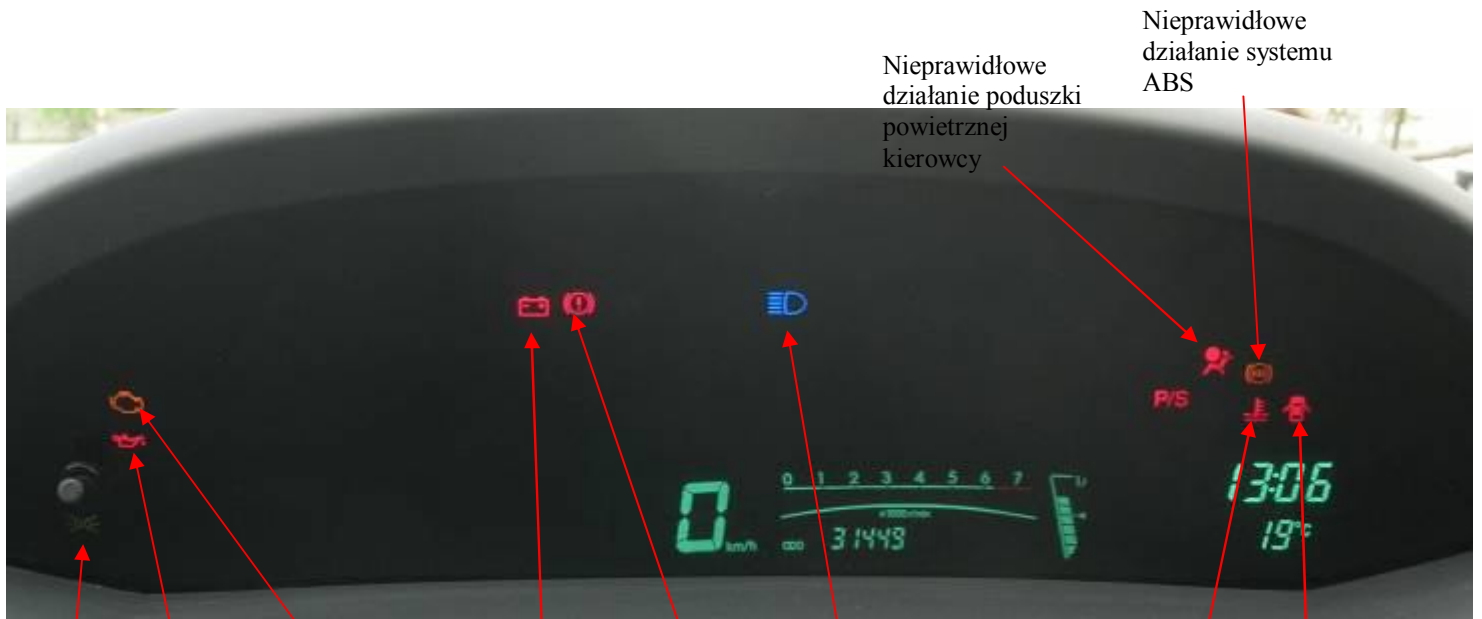 Nieprawidłowe
działanie systemu
ABS
Nieprawidłowe
działanie poduszki
powietrznej
kierowcy
P/S
0 1 2 3 4 5 6 7
13:06
0 km/h
31449
19°C